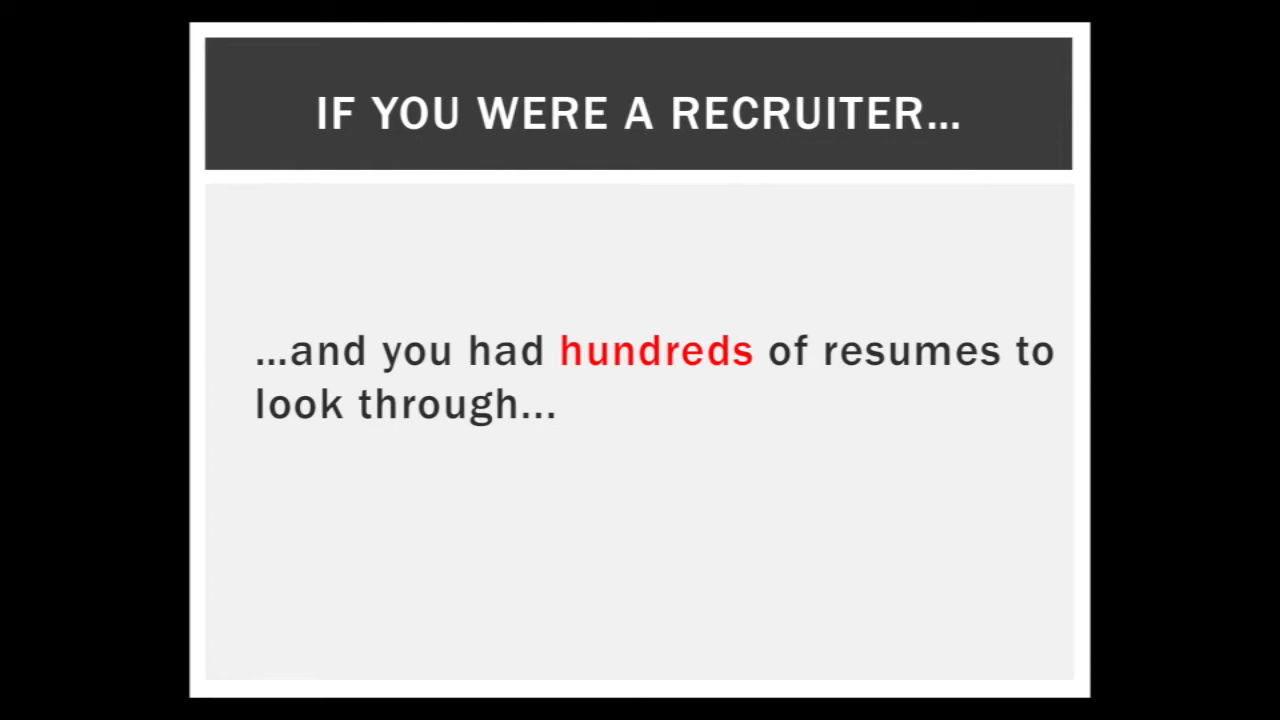 IF YOU WERE A RECRUITER…
…and you had hundreds of resumes to
look through…